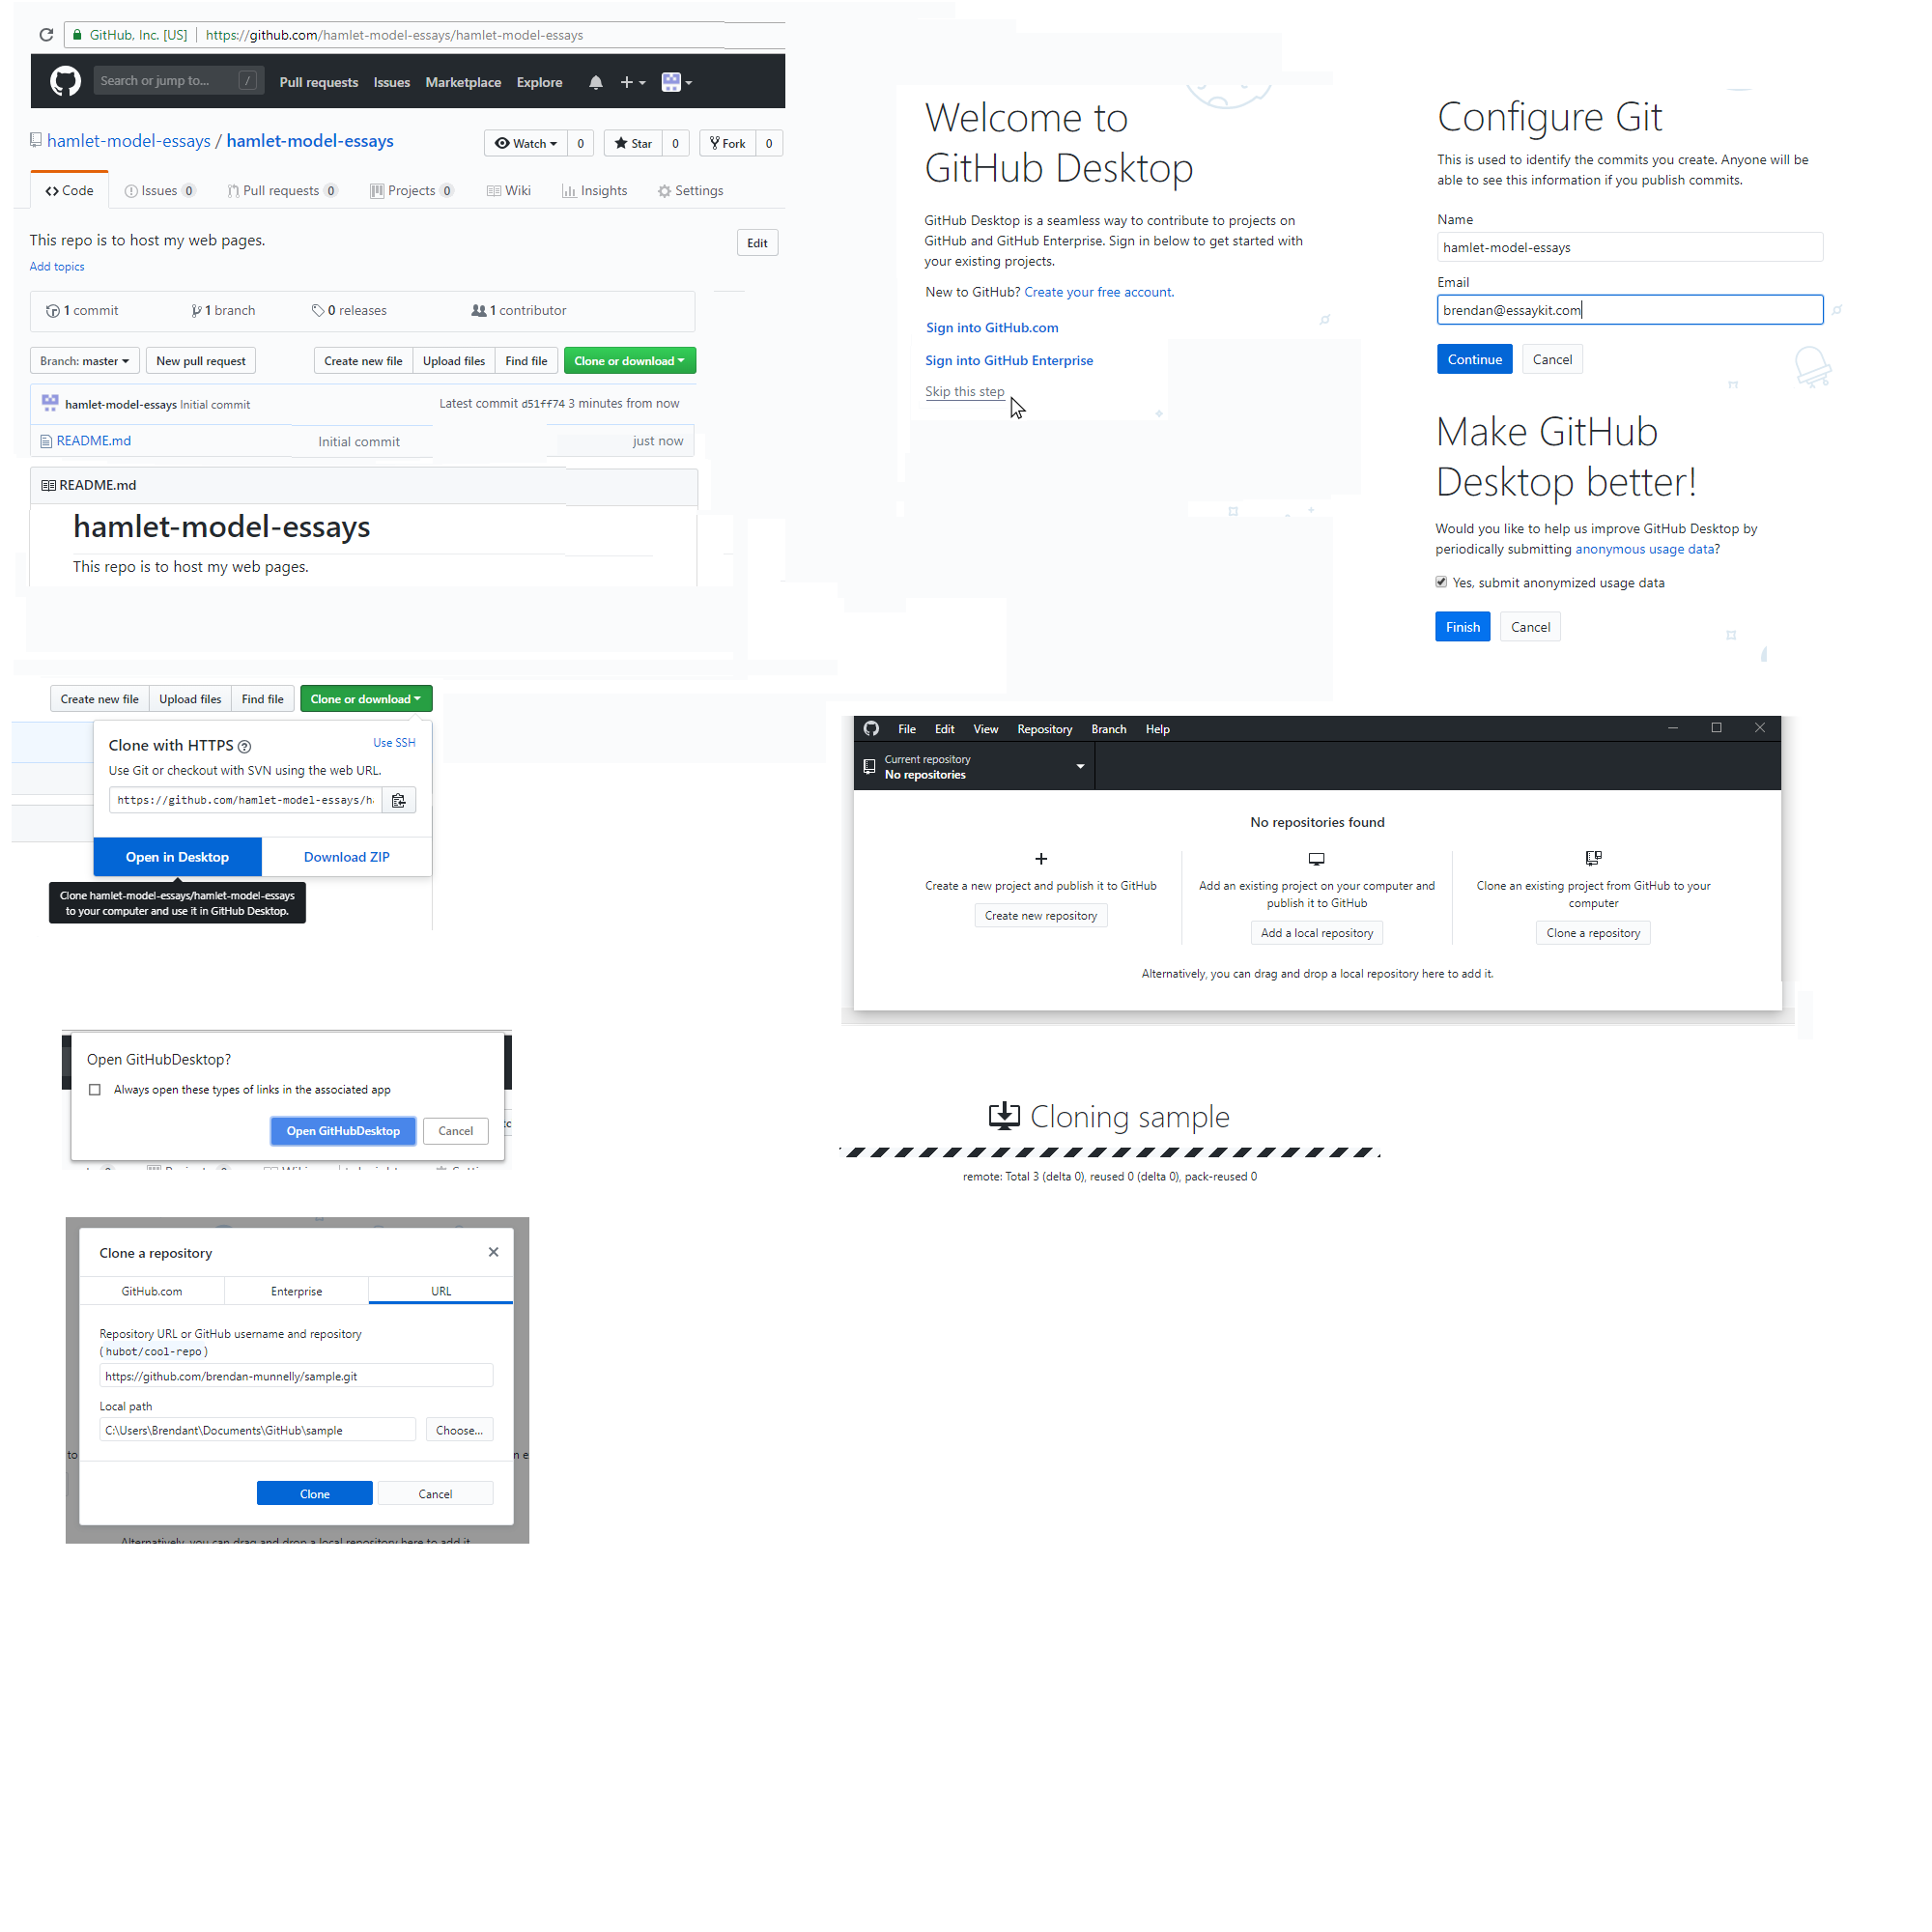 GitHub, Inc. [US] https://github.com/hamlet-model-essays/hamlet-model-essays
Search or jump to... / Pull requests Issues Marketplace Explore
hamlet-model-essays / hamlet-model-essays
Watch 0 Star 0 Fork 0
Code Issues 0 Pull requests 0 Projects 0 Wiki Insights Settings
This repo is to host my web pages.
Edit
Add topics
1 commit 1 branch 0 releases 1 contributor
Branch: master New pull request Create new file Upload files Find file Clone or download
hamlet-model-essays Initial commit Latest commit d51ff74 3 minutes from now
README.md Initial commit just now
README.md
hamlet-model-essays
This repo is to host my web pages.
Welcome to
GitHub Desktop
GitHub Desktop is a seamless way to contribute to projects on
GitHub and GitHub Enterprise. Sign in below to get started with
your existing projects.
New to GitHub? Create your free account.
Sign into GitHub.com
Sign into GitHub Enterprise
Skip this step
Configure Git
This is used to identify the commits you create. Anyone will be
able to see this information if you publish commits.
Name
hamlet-model-essays
Email
brendan@essaykit.com
Continue Cancel
Make GitHub
Desktop better!
Would you like to help us improve GitHub Desktop by
periodically submitting anonymous usage data?
Yes, submit anonymized usage data
Finish Cancel
Create new file Upload files Find file Clone or download
Clone with HTTPS Use SSH
Use Git or checkout with SVN using the web URL.
https://github.com/hamlet-model-essays/h
Open in Desktop Download ZIP
Clone hamlet-model-essays/hamlet-model-essays
to your computer and use it in GitHub Desktop.
File Edit View Repository Branch Help
Current repository
No repositories
No repositories found
Create a new project and publish it to GitHub
Create new repository
Add an existing project on your computer and
publish it to GitHub
Add a local repository
Clone an existing project from GitHub to your
computer
Clone a repository
Alternatively, you can drag and drop a local repository here to add it.
Open GitHubDesktop?
Always open these types of links in the associated app
Open GitHubDesktop Cancel
Cloning sample
remote: Total 3 (delta 0), reused 0 (delta 0), pack-reused 0
Clone a repository
GitHub.com Enterprise URL
Repository URL or GitHub username and repository
(hubot/cool-repo)
https://github.com/brendan-munnelly/sample.git
Local path
C:\Users\Brendant\Documents\GitHub\sample Choose...
to
n e
Clone Cancel
Alternatively, you can drag and drop a local repository here to add it